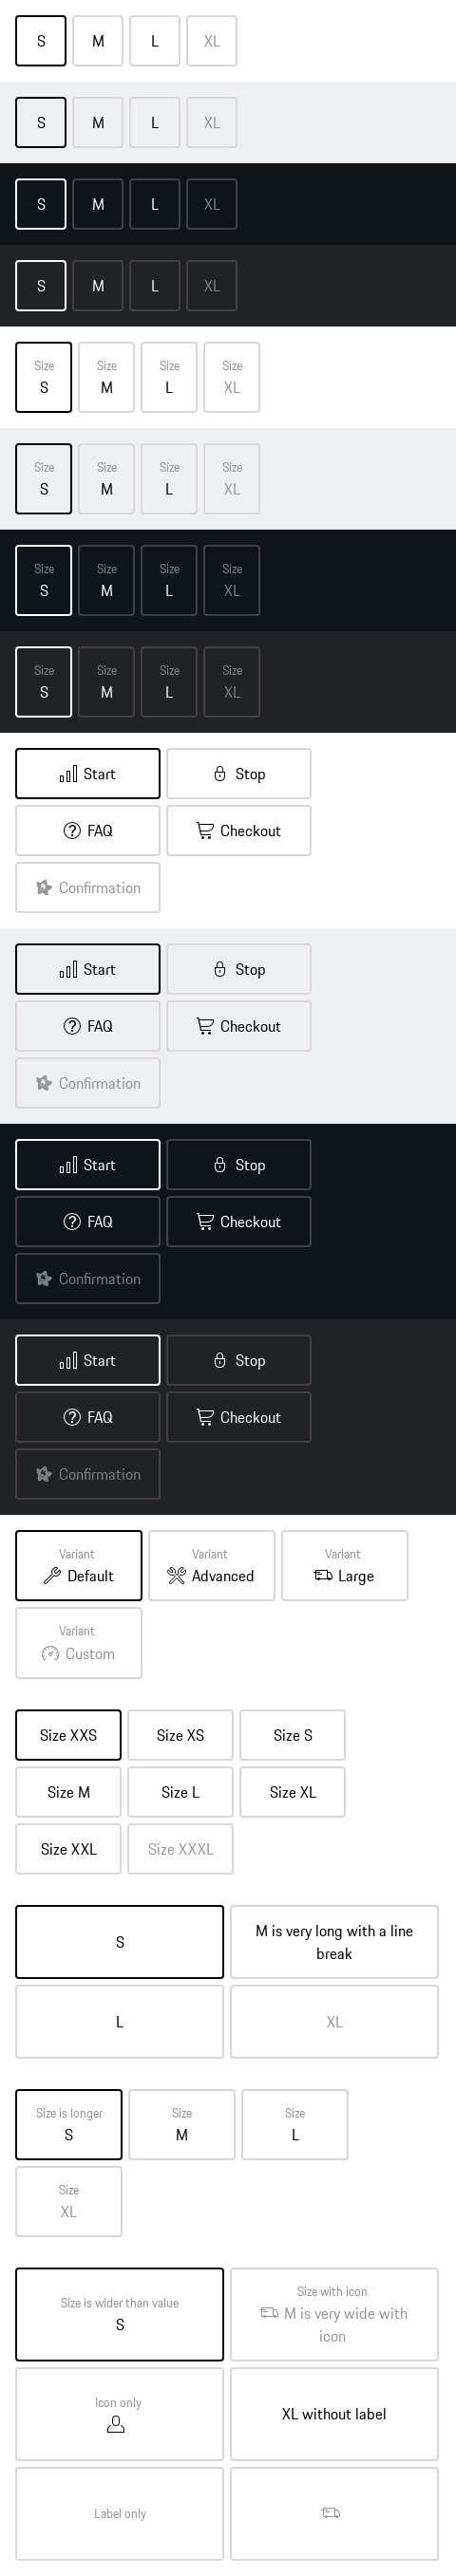 S M L XL
S M L XL
S M L XL
S M L XL
Size Size Size Size
S M L XL
Size Size Size Size
S M L XL
Size Size Size Size
S M L XL
Size Size Size Size
S M L XL
Start Stop
FAQ Checkout
Confirmation
Start Stop
FAQ Checkout
Confirmation
Start Stop
FAQ Checkout
Confirmation
Start Stop
FAQ Checkout
Confirmation
Variant Variant Variant
Default Advanced Large
Variant
Custom
Size XXS Size XS Size S
Size M Size L Size XL
Size XXL Size XXXL
S
M is very long with a line
break
L XL
Size is longer Size Size
S M L
Size
XL
Size is wider than value
S
Size with icon
M is very wide with
icon
Icon only
XL without label
Label only